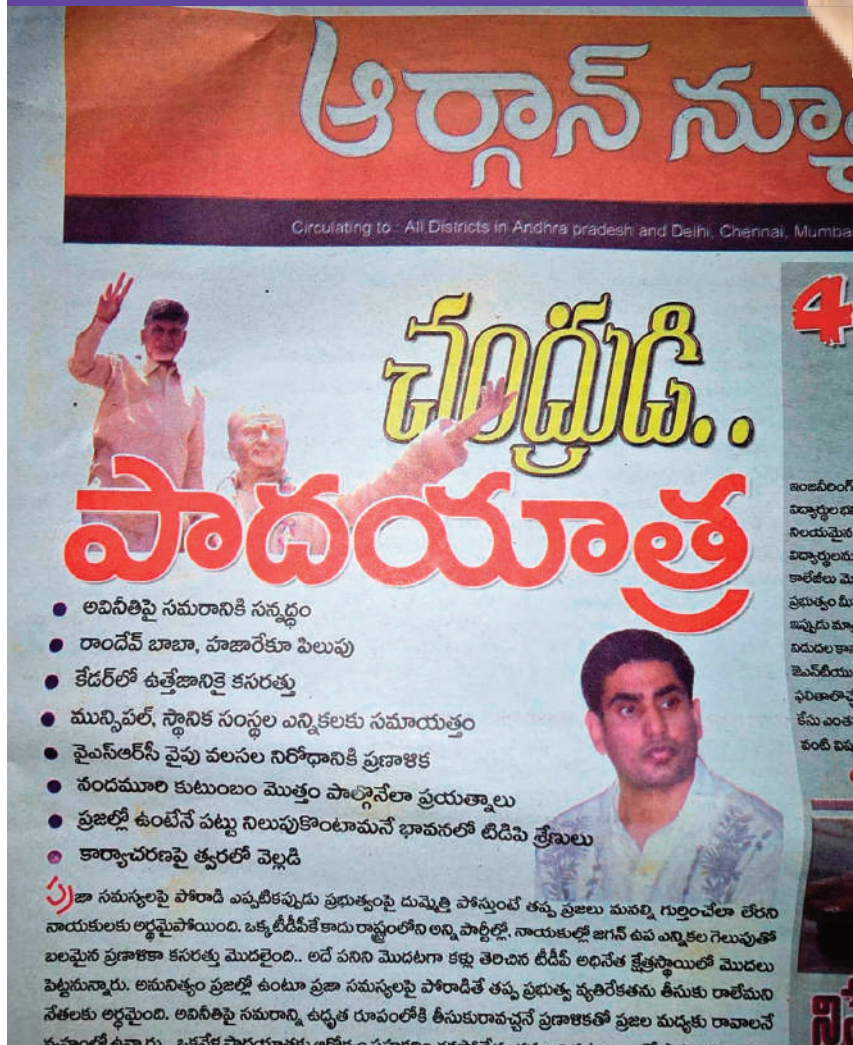 ఆర్గాన్
Circulating to : All Districts in Andhra pradesh and Delhi, Chennai,
చంద్రుడి..
పాదయాత్ర
• అవినీతిపై సమరానికి సన్నద్ధం
• రాందేవ్ బాబా, హజారేకూ పిలుపు
• కేడర్‌లో ఉత్తేజానికై కసరత్తు
• మున్సిపల్, స్థానిక సంస్థల ఎన్నికలకు సమాయత్తం
• వైఎస్ఆర్‌సీ వైపు వలసల నిరోధానికి ప్రణాళిక
• నందమూరి కుటుంబం మొత్తం పాల్గొనేలా ప్రయత్నాలు
• ప్రజల్లో ఉంటేనే పట్టు నిలుపుకొంటామనే భావనలో టిడిపి శ్రేణులు
• కార్యాచరణపై త్వరలో వెల్లడి
ప్రజా సమస్యలపై పోరాడి ఎప్పటికప్పుడు ప్రభుత్వంపై దుమ్మెత్తి పోస్తుంటే తప్ప ప్రజలు మనల్ని గుర్తించేలా లేరని
నాయకులకు అర్థమైపోయింది. ఒక్కటీడీపీకే కాదు రాష్ట్రంలోని అన్ని పార్టీల్లో, నాయకుల్లో జగన్ ఉప ఎన్నికల గెలుపుతో
బలమైన ప్రణాళికా కసరత్తు మొదలైంది.. అదే పనిని మొదటగా కళ్లు తెరిచిన టీడీపీ అధినేత క్షేత్రస్థాయిలో మొదలు
పెట్టనున్నారు. అనునిత్యం ప్రజల్లో ఉంటూ ప్రజా సమస్యలపై పోరాడితే తప్ప ప్రభుత్వ వ్యతిరేకతను తీసుకు రాలేమని
నేతలకు అర్థమైంది. అవినీతిపై సమరాన్ని ఉధృత రూపంలోకి తీసుకురావచ్చనే ప్రణాళికతో ప్రజల మద్యకు రావాలనే
4
ఇంజనీరింగ్
విద్యార్థుల
నిలయమైన
విద్యార్థులను
కాలేజీలు
ప్రభుత్వం
ఇప్పుడు
విడుదల
జెఎన్‌టీయు
కేసు
వంటి